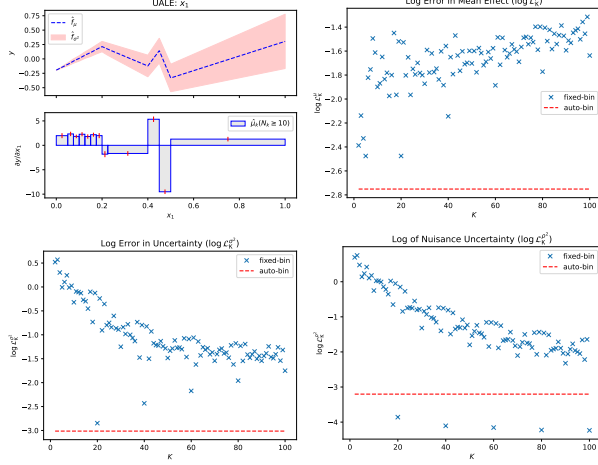 UALE: x₁
f̂_μ
f̂_σ²
y
0.75
0.50
0.25
0.00
−0.25
−0.50
μ̂_k(N_k ≥ 10)
∂y/∂x₁
5
0
−5
−10
0.0 0.2 0.4 0.6 0.8 1.0
x₁
Log Error in Mean Effect (log 𝓛_K^μ)
fixed-bin
auto-bin
log 𝓛_K^μ
−1.4
−1.6
−1.8
−2.0
−2.2
−2.4
−2.6
−2.8
0 20 40 60 80 100
K
Log Error in Uncertainty (log 𝓛_K^σ²)
fixed-bin
auto-bin
log 𝓛_K^σ²
0.5
0.0
−0.5
−1.0
−1.5
−2.0
−2.5
−3.0
0 20 40 60 80 100
K
Log of Nuisance Uncertainty (log 𝓛_K^ρ²)
fixed-bin
auto-bin
log 𝓛_K^ρ²
1
0
−1
−2
−3
−4
0 20 40 60 80 100
K